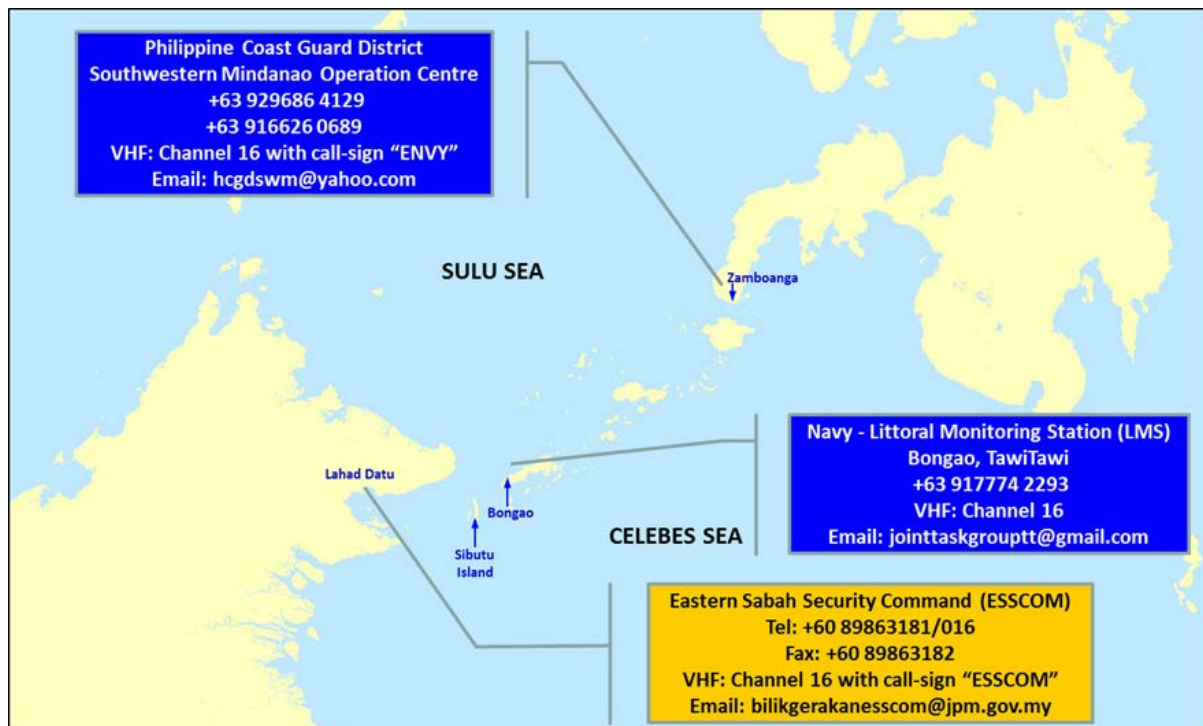 Philippine Coast Guard District
Southwestern Mindanao Operation Centre
+63 929686 4129
+63 916626 0689
VHF: Channel 16 with call-sign “ENVY”
Email: hcgdswm@yahoo.com
SULU SEA
Zamboanga
Navy - Littoral Monitoring Station (LMS)
Bongao, TawiTawi
+63 917774 2293
VHF: Channel 16
Email: jointtaskgrouptt@gmail.com
Lahad Datu
Bongao
CELEBES SEA
Sibutu
Island
Eastern Sabah Security Command (ESSCOM)
Tel: +60 89863181/016
Fax: +60 89863182
VHF: Channel 16 with call-sign “ESSCOM”
Email: bilikgerakanesscom@jpm.gov.my